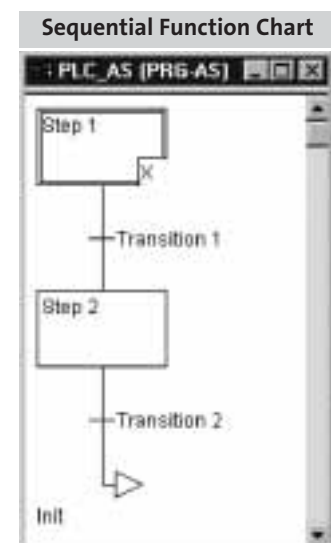 Sequential Function Chart
PLC_AS (PRG-AS)
Step 1
X
Transition 1
Step 2
Transition 2
Init